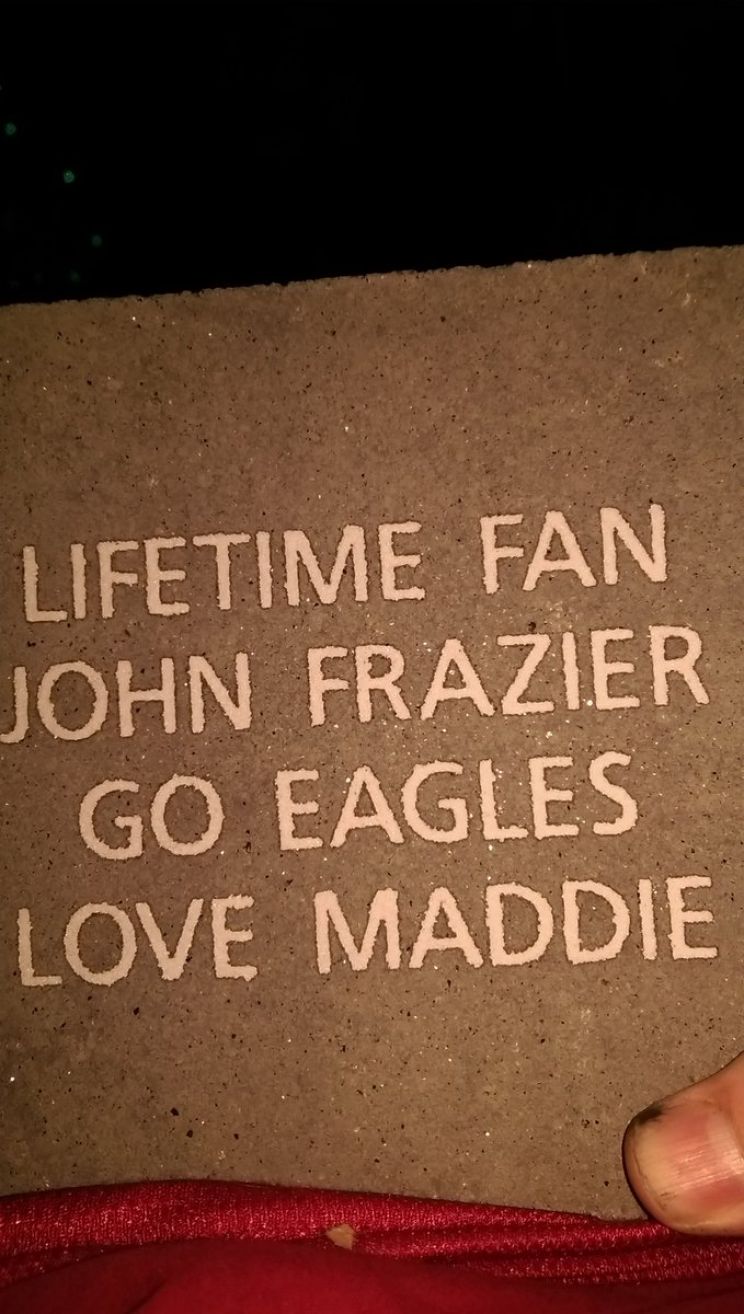 LIFETIME FAN
JOHN FRAZIER
GO EAGLES
LOVE MADDIE